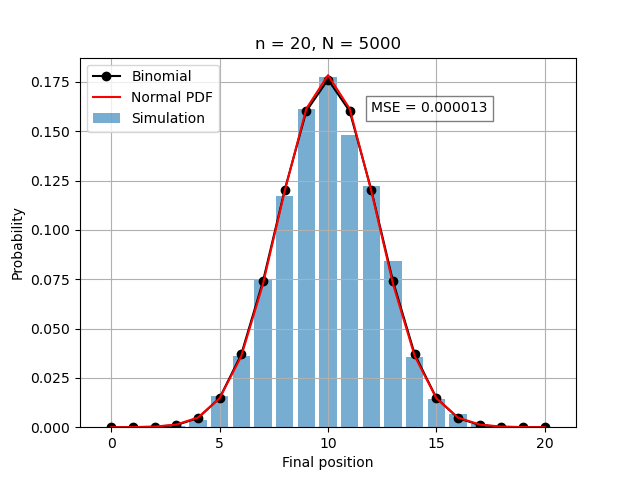 n = 20, N = 5000
Binomial
Normal PDF
Simulation
MSE = 0.000013
Probability
0.175
0.150
0.125
0.100
0.075
0.050
0.025
0.000
0 5 10 15 20
Final position